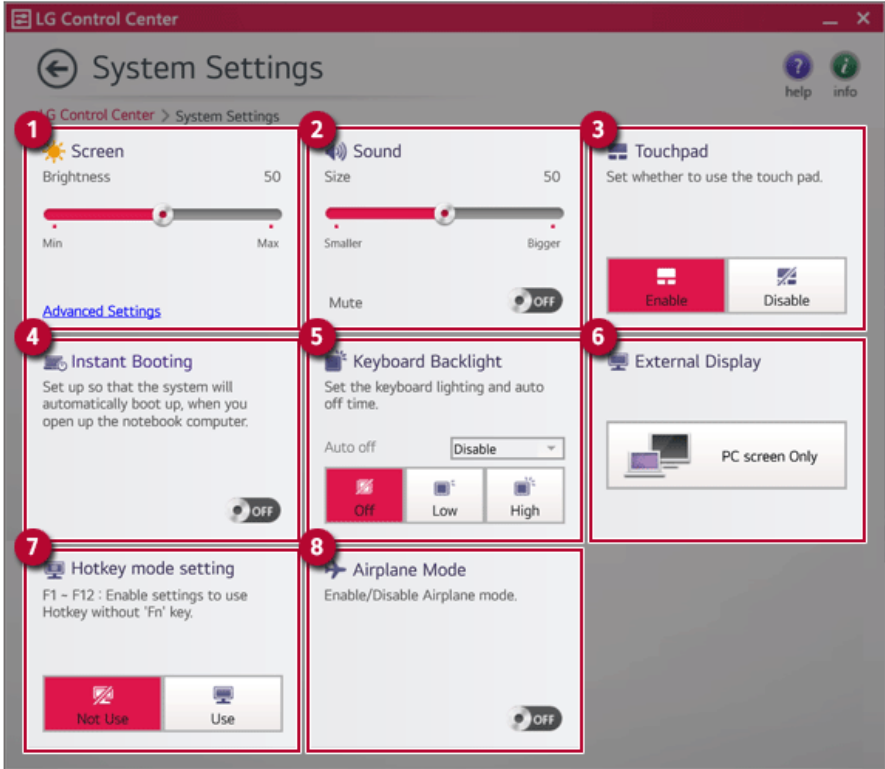 LG Control Center
System Settings
help info
LG Control Center > System Settings
1
Screen
Brightness 50
Min Max
Advanced Settings
2
Sound
Size 50
Smaller Bigger
Mute OFF
3
Touchpad
Set whether to use the touch pad.
Enable Disable
4
Instant Booting
Set up so that the system will
automatically boot up, when you
open up the notebook computer.
OFF
5
Keyboard Backlight
Set the keyboard lighting and auto
off time.
Auto off Disable
Off Low High
6
External Display
PC screen Only
7
Hotkey mode setting
F1 ~ F12 : Enable settings to use
Hotkey without 'Fn' key.
Not Use Use
8
Airplane Mode
Enable/Disable Airplane mode.
OFF